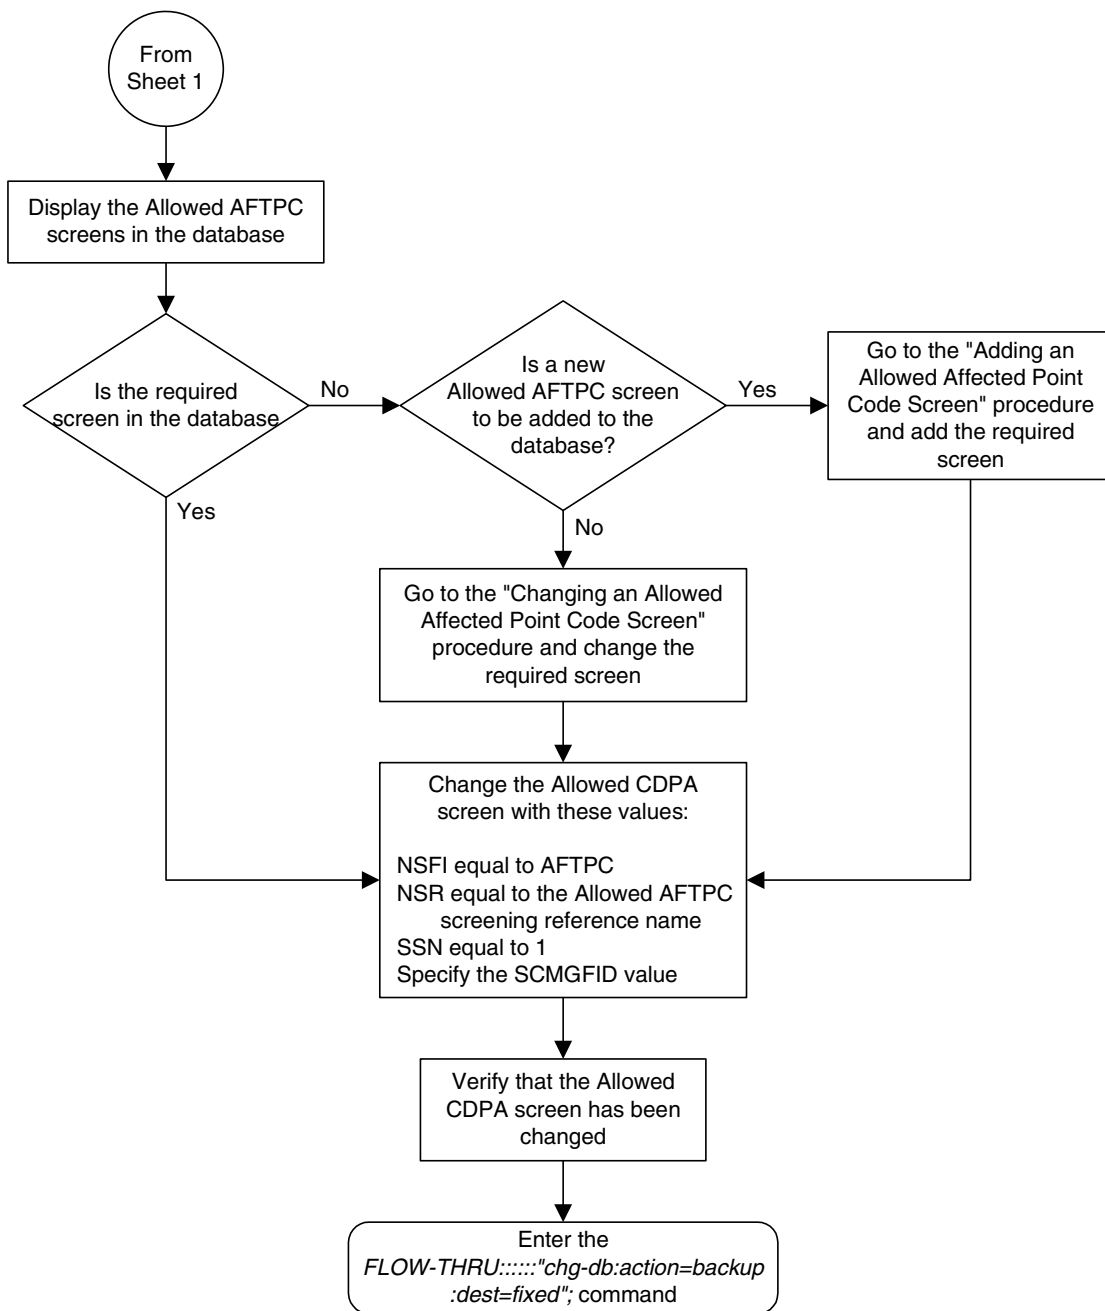 From
Sheet 1
Display the Allowed AFTPC
screens in the database
Is the required
screen in the database
No
Yes
Is a new
Allowed AFTPC screen
to be added to the
database?
Yes
No
Go to the "Adding an
Allowed Affected Point
Code Screen" procedure
and add the required
screen
Go to the "Changing an Allowed
Affected Point Code Screen"
procedure and change the
required screen
Change the Allowed CDPA
screen with these values:
NSFI equal to AFTPC
NSR equal to the Allowed AFTPC
screening reference name
SSN equal to 1
Specify the SCMGFID value
Verify that the Allowed
CDPA screen has been
changed
Enter the
FLOW-THRU::::::"chg-db:action=backup
:dest=fixed"; command